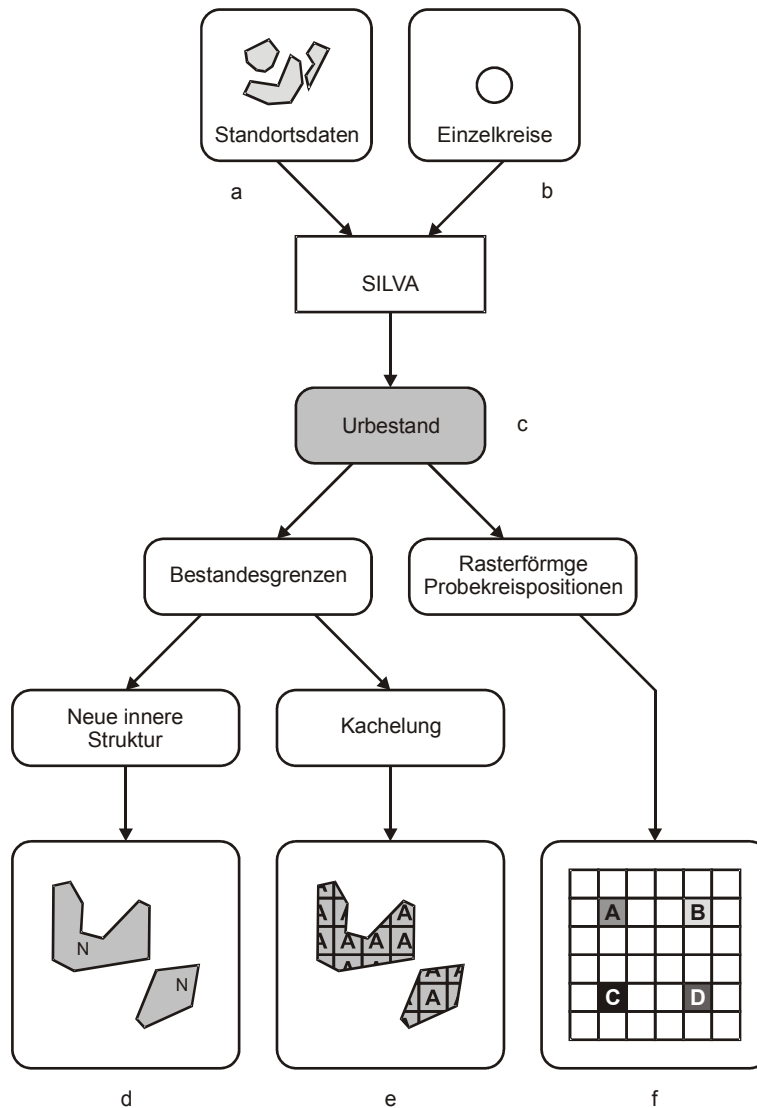 Standortsdaten
Einzelkreise
a
b
SILVA
Urbestand
c
Bestandesgrenzen
Rasterförmge
Probekreispositionen
Neue innere
Struktur
Kachelung
N
N
A A A
A A A A
A A
A A
A
A B
C D
d
e
f